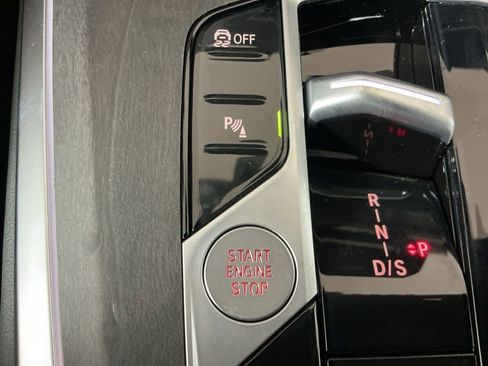 OFF
P
START
ENGINE
STOP
R
N
D/S
P